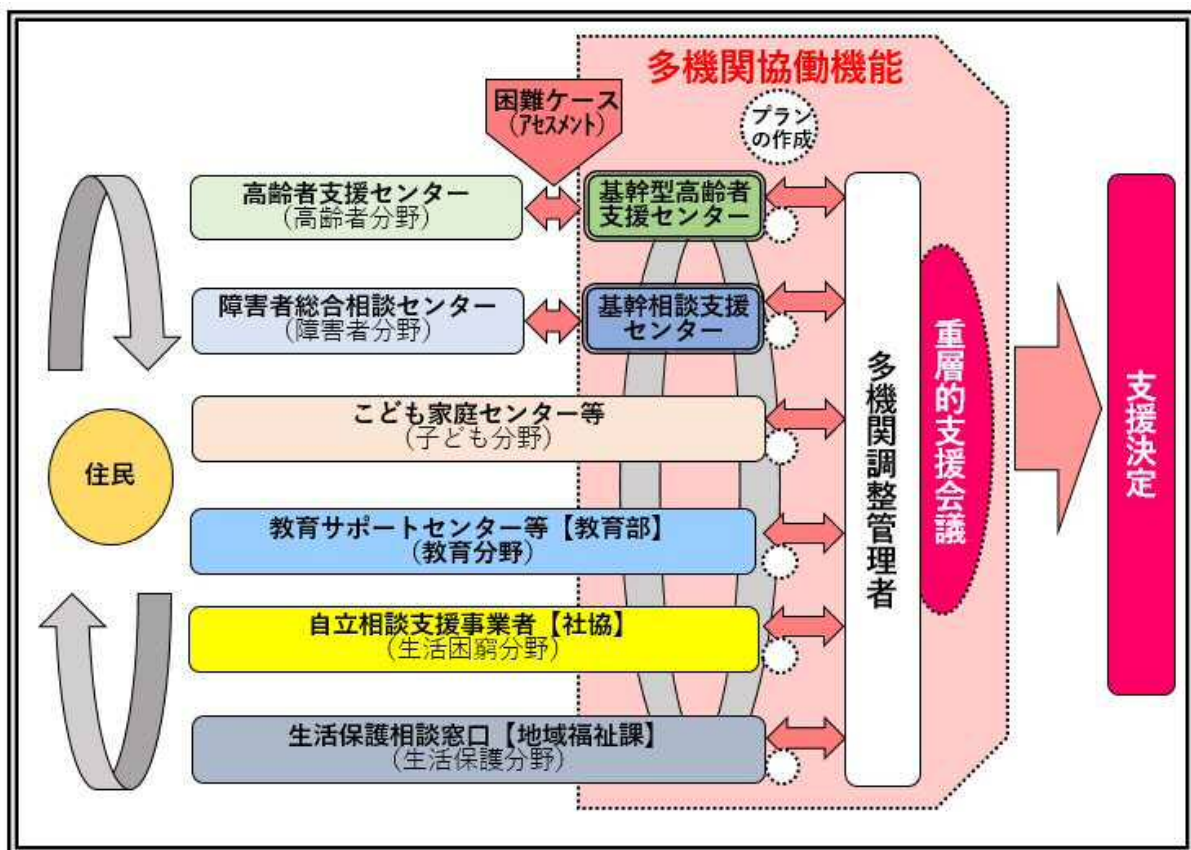 多機関協働機能
困難ケース
（アセスメント）
プラン
の作成
高齢者支援センター
（高齢者分野）
基幹型高齢者
支援センター
障害者総合相談センター
（障害者分野）
基幹相談支援
センター
こども家庭センター等
（子ども分野）
住民
教育サポートセンター等【教育部】
（教育分野）
自立相談支援事業者【社協】
（生活困窮分野）
生活保護相談窓口【地域福祉課】
（生活保護分野）
多機関調整管理者
重層的支援会議
支援決定